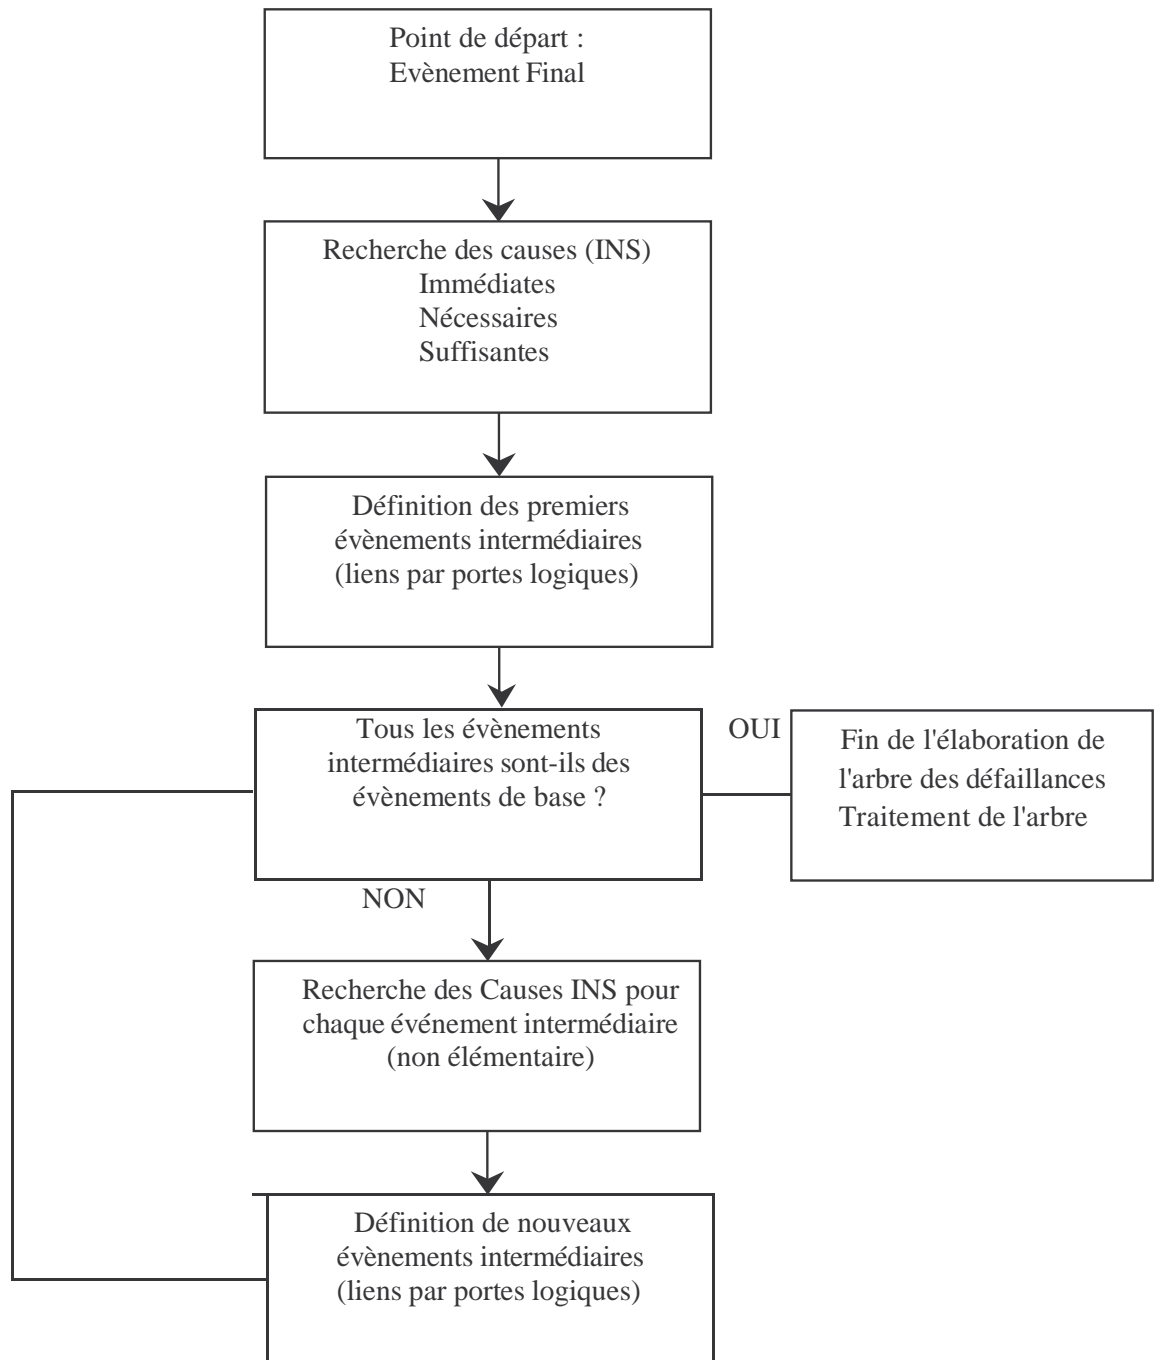 Point de départ :
Evènement Final
Recherche des causes (INS)
Immédiates
Nécessaires
Suffisantes
Définition des premiers
évènements intermédiaires
(liens par portes logiques)
Tous les évènements
intermédiaires sont-ils des
évènements de base ?
OUI
Fin de l'élaboration de
l'arbre des défaillances
Traitement de l'arbre
NON
Recherche des Causes INS pour
chaque événement intermédiaire
(non élémentaire)
Définition de nouveaux
évènements intermédiaires
(liens par portes logiques)